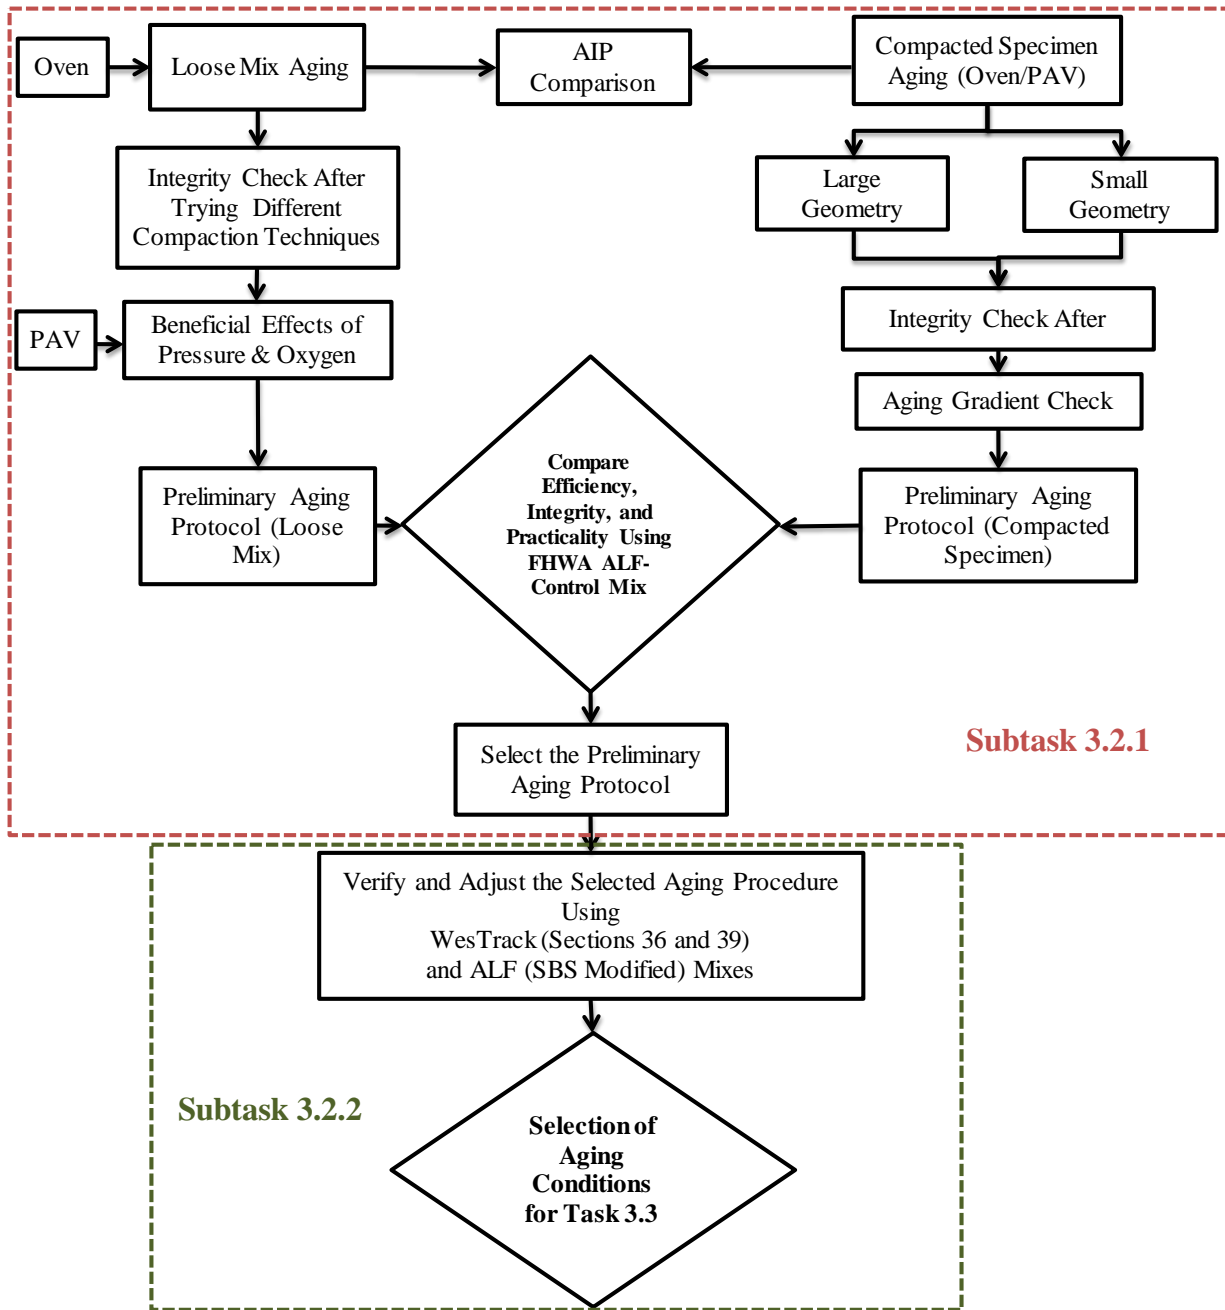 Oven
Loose Mix Aging
AIP
Comparison
Compacted Specimen
Aging (Oven/PAV)
Integrity Check After
Trying Different
Compaction Techniques
Large
Geometry
Small
Geometry
PAV
Beneficial Effects of
Pressure & Oxygen
Integrity Check After
Aging Gradient Check
Preliminary Aging
Protocol (Loose
Mix)
Compare
Efficiency,
Integrity, and
Practicality Using
FHWA ALF-
Control Mix
Preliminary Aging
Protocol (Compacted
Specimen)
Select the Preliminary
Aging Protocol
Subtask 3.2.1
Verify and Adjust the Selected Aging Procedure
Using
WesTrack (Sections 36 and 39)
and ALF (SBS Modified) Mixes
Subtask 3.2.2
Selection of
Aging
Conditions
for Task 3.3